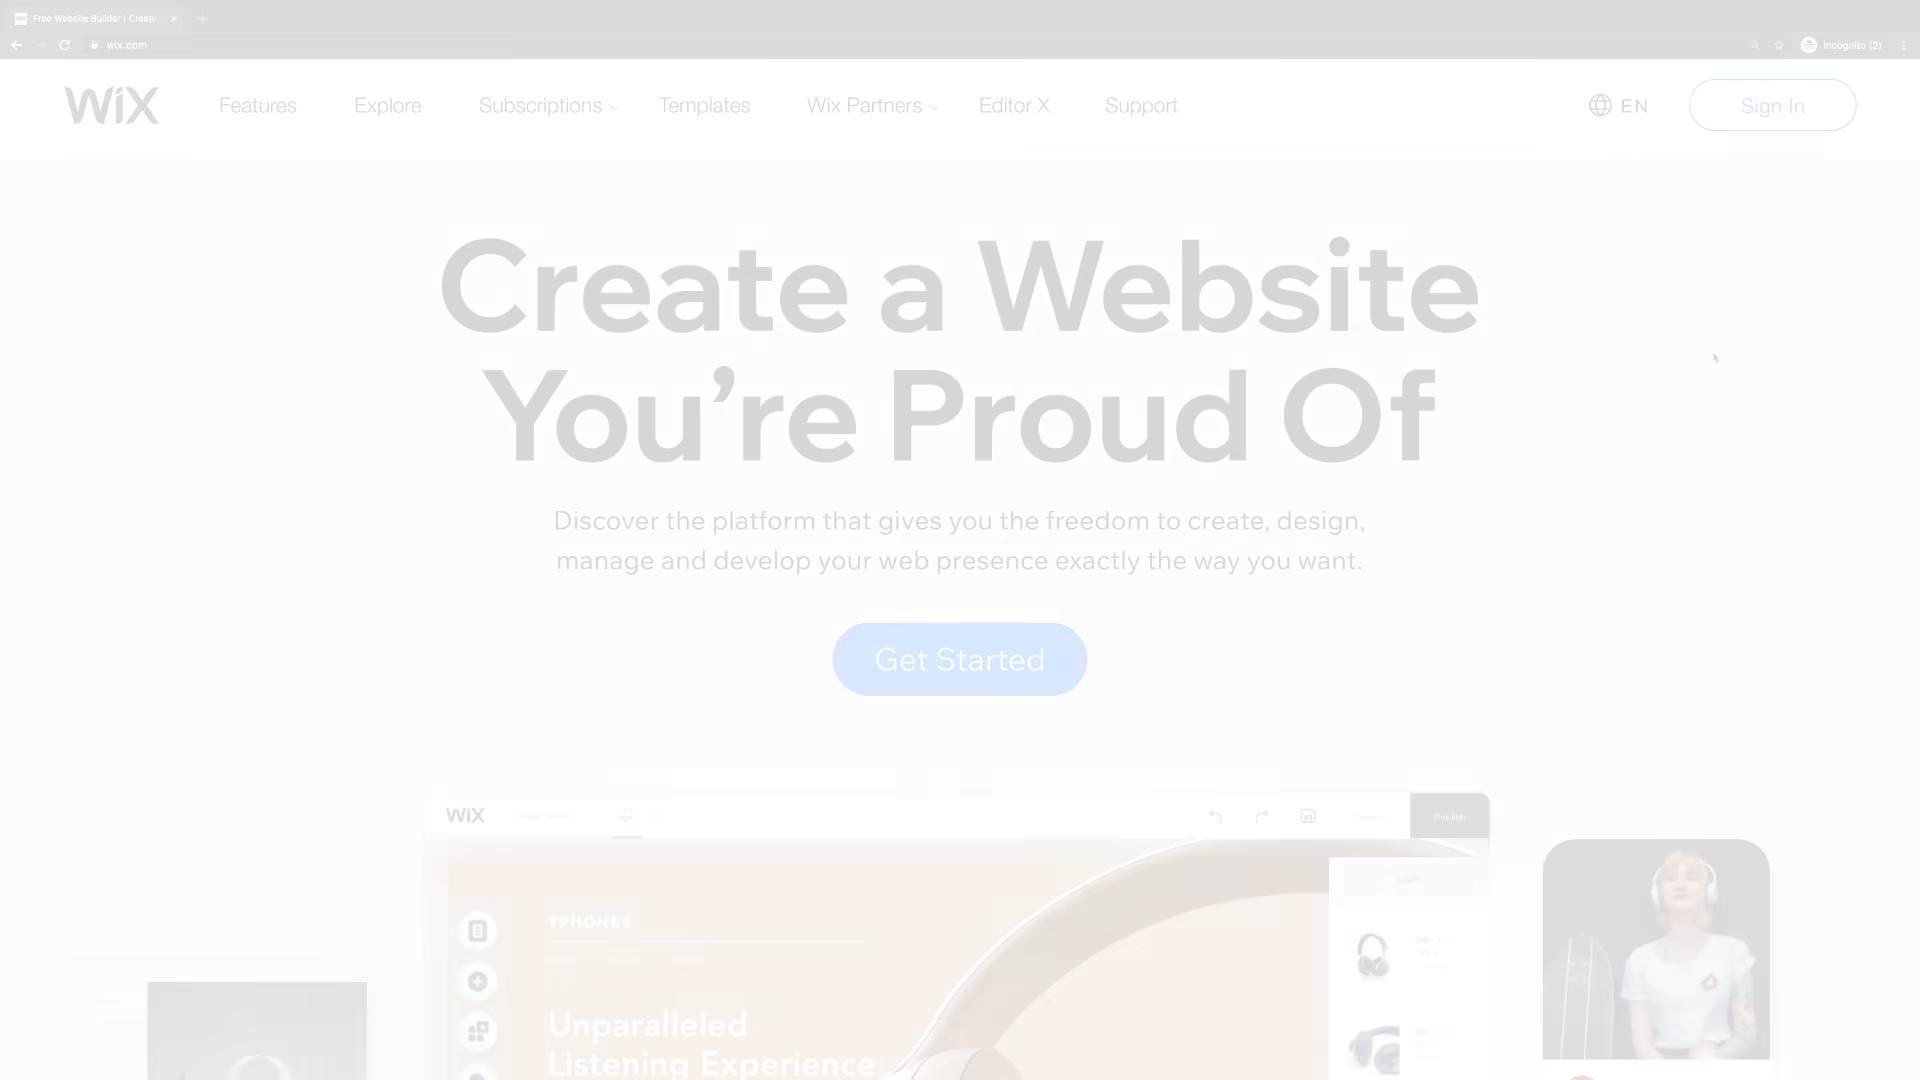 Free Website Builder | Create
wix.com
Incognito (2)
WiX
Features
Explore
Subscriptions
Templates
Wix Partners
Editor X
Support
EN
Sign In
Create a Website
You’re Proud Of
Discover the platform that gives you the freedom to create, design,
manage and develop your web presence exactly the way you want.
Get Started
WiX
Publish
TPHONES
Unparalleled
Listening Experience